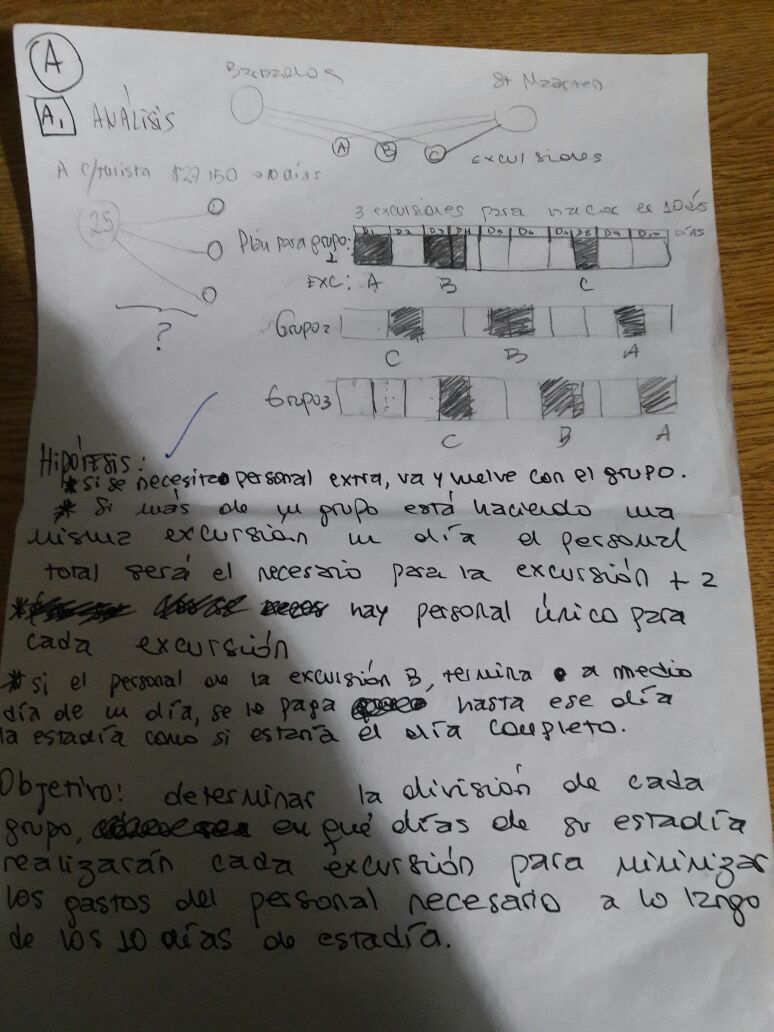 A
A1 ANÁLISIS
Barbados
St Maarten
A B C excursiones
A c/turista $27.150 10 días
25
?
3 excursiones para hacer en 10 días
Plan para grupo: 1
D1 D2 D3 D4 D5 D6 D7 D8 D9 D10 DÍAS
EXC: A B C
Grupo 2
C B A
Grupo 3
C B A
Hipótesis:
* Si se necesita personal extra, va y vuelve con el grupo.
* Si más de un grupo está haciendo una
misma excursión un día el personal
total será el necesario para la excursión + 2
* hay personal único para
cada excursión
* si el personal de la excursión B, termina a medio
día de un día, se le paga hasta ese día
la estadía como si estaría el día completo.
Objetivo: determinar la división de cada
grupo, en qué días de su estadía
realizarán cada excursión para minimizar
los gastos del personal necesario a lo largo
de los 10 días de estadía.